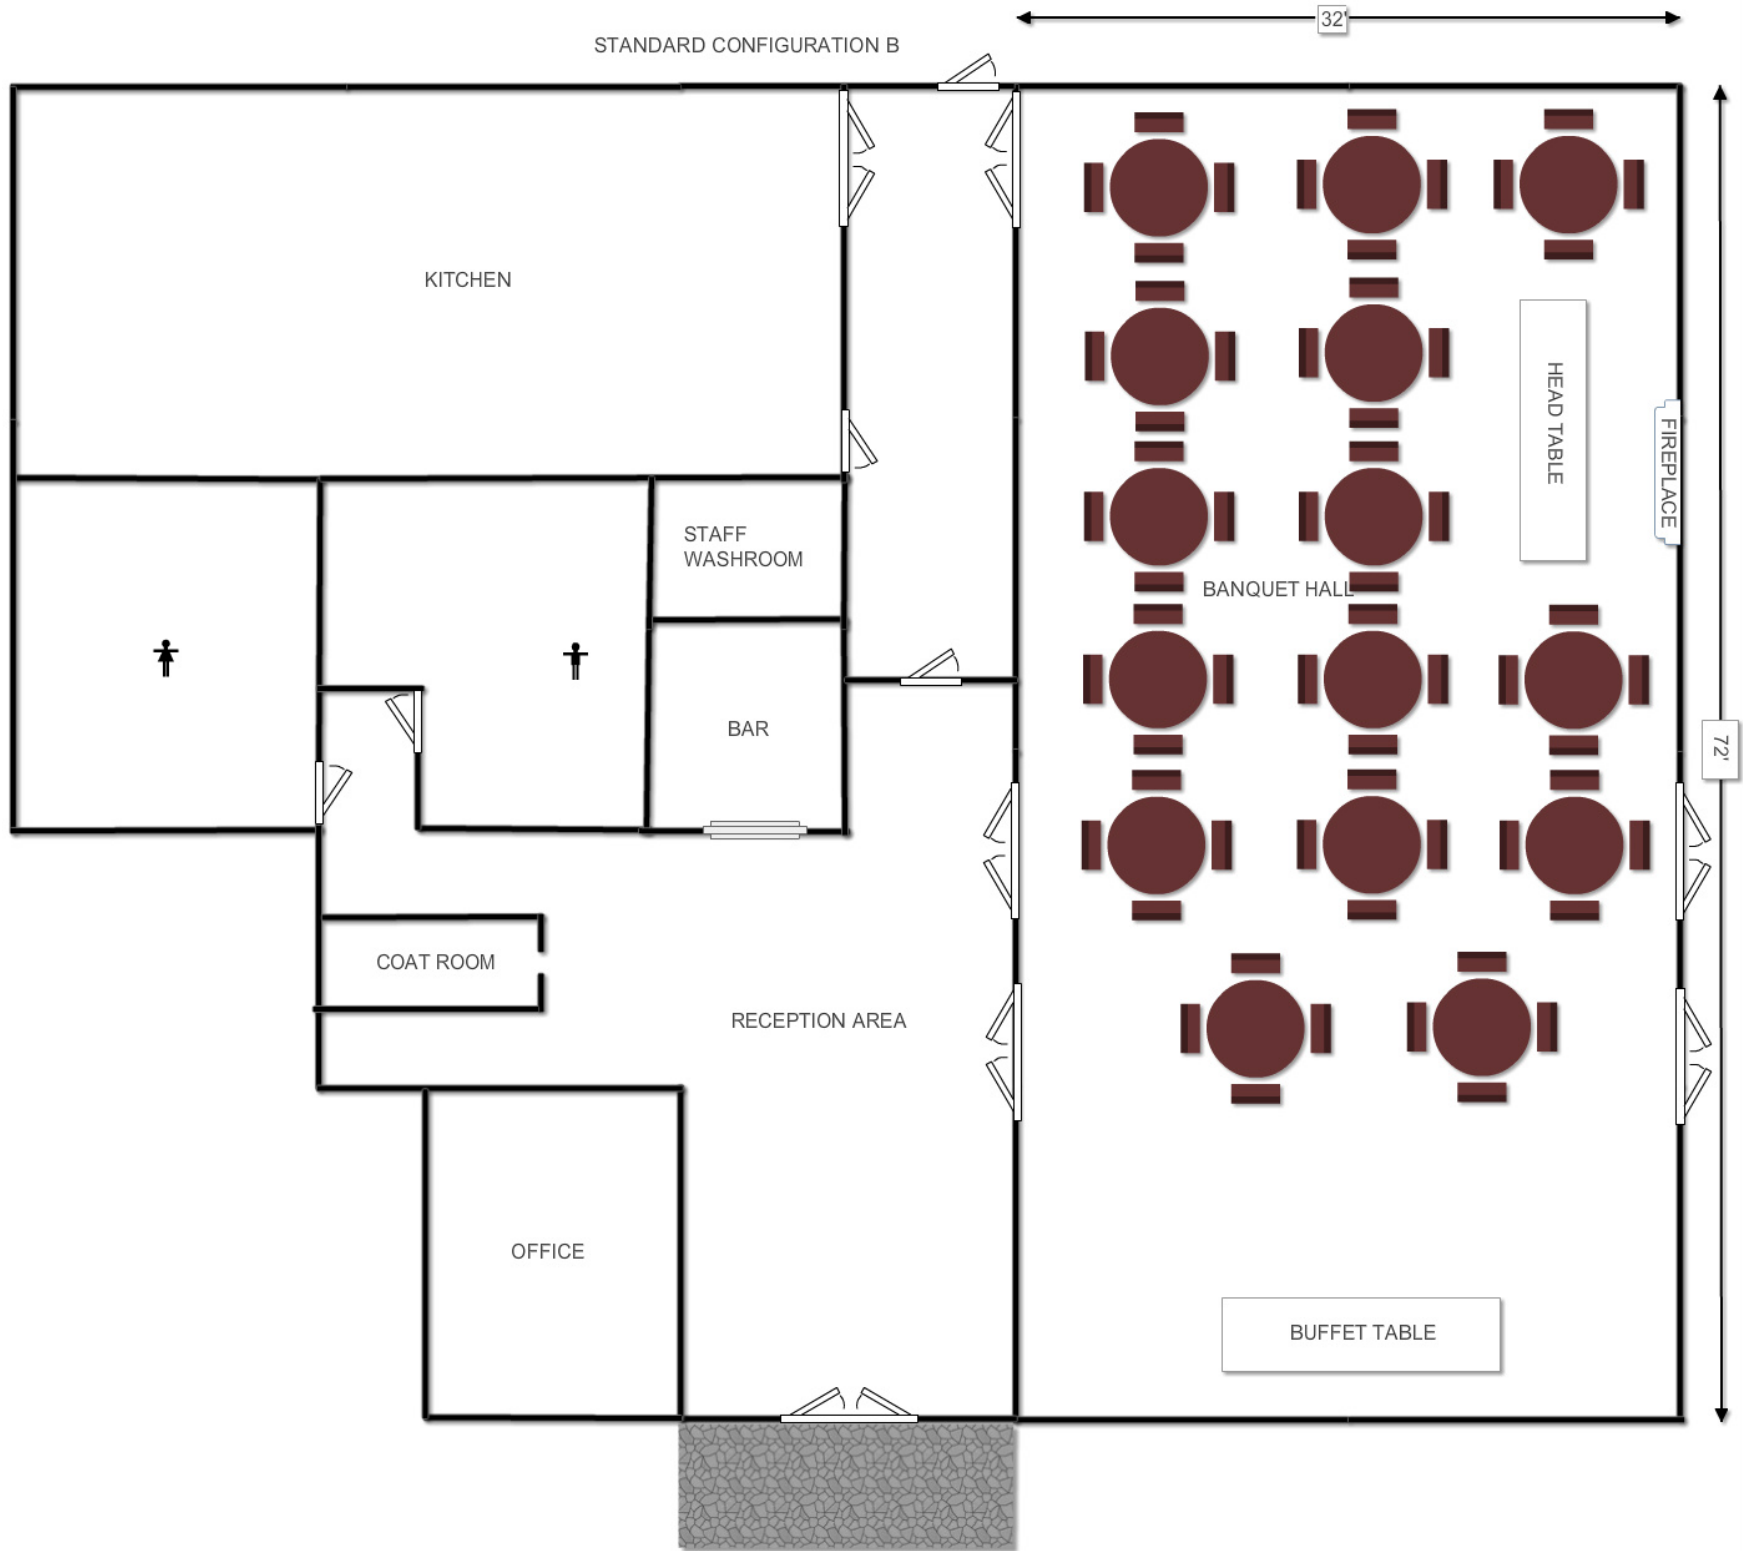 32'
STANDARD CONFIGURATION B
KITCHEN
HEAD TABLE
FIREPLACE
STAFF
WASHROOM
BANQUET HALL
BAR
72'
COAT ROOM
RECEPTION AREA
OFFICE
BUFFET TABLE